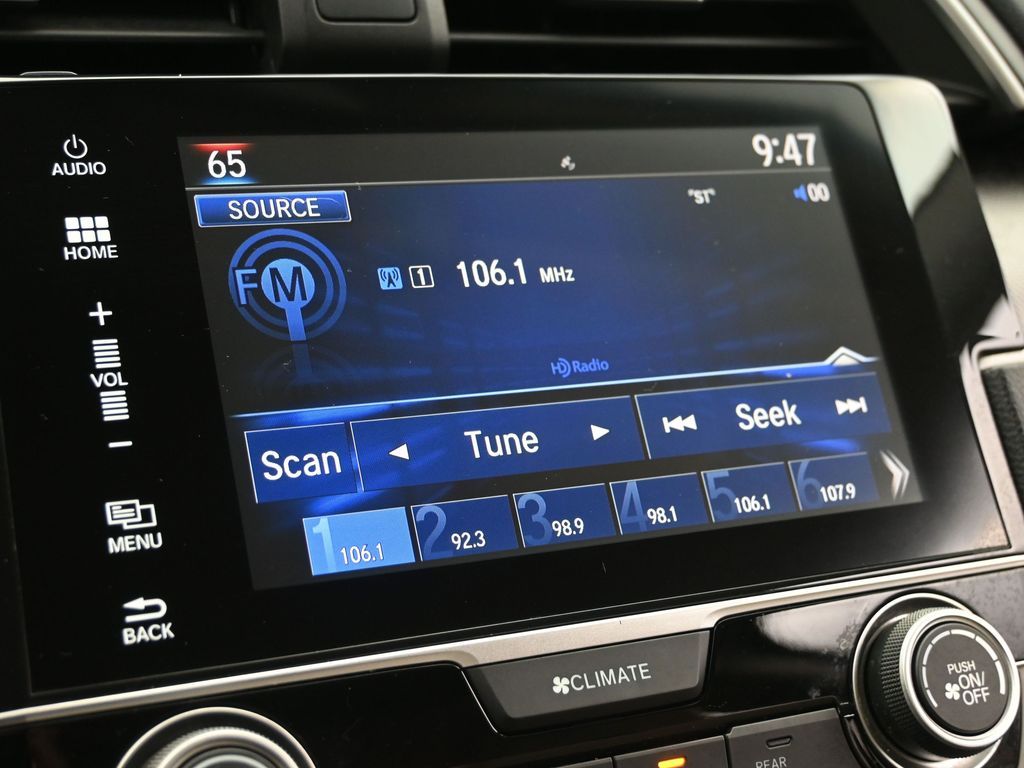 AUDIO
65
9:47
SOURCE
"ST"
00
HOME
FM
1 106.1 MHz
VOL
HD Radio
Scan
Tune
Seek
1 106.1
2 92.3
3 98.9
4 98.1
5 106.1
6 107.9
MENU
BACK
CLIMATE
PUSH
ON/
OFF
REAR